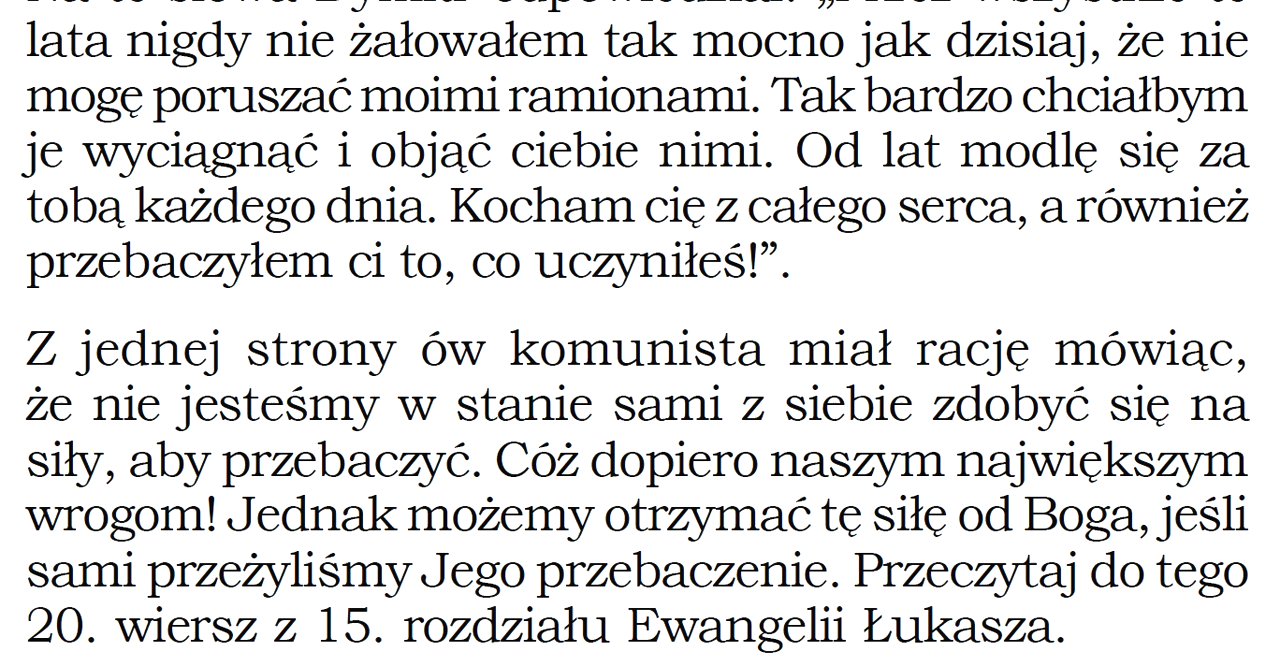 lata nigdy nie żałowałem tak mocno jak dzisiaj, że nie
mogę poruszać moimi ramionami. Tak bardzo chciałbym
je wyciągnąć i objąć ciebie nimi. Od lat modlę się za
tobą każdego dnia. Kocham cię z całego serca, a również
przebaczyłem ci to, co uczyniłeś!”.
Z jednej strony ów komunista miał rację mówiąc,
że nie jesteśmy w stanie sami z siebie zdobyć się na
siły, aby przebaczyć. Cóż dopiero naszym największym
wrogom! Jednak możemy otrzymać tę siłę od Boga, jeśli
sami przeżyliśmy Jego przebaczenie. Przeczytaj do tego
20. wiersz z 15. rozdziału Ewangelii Łukasza.